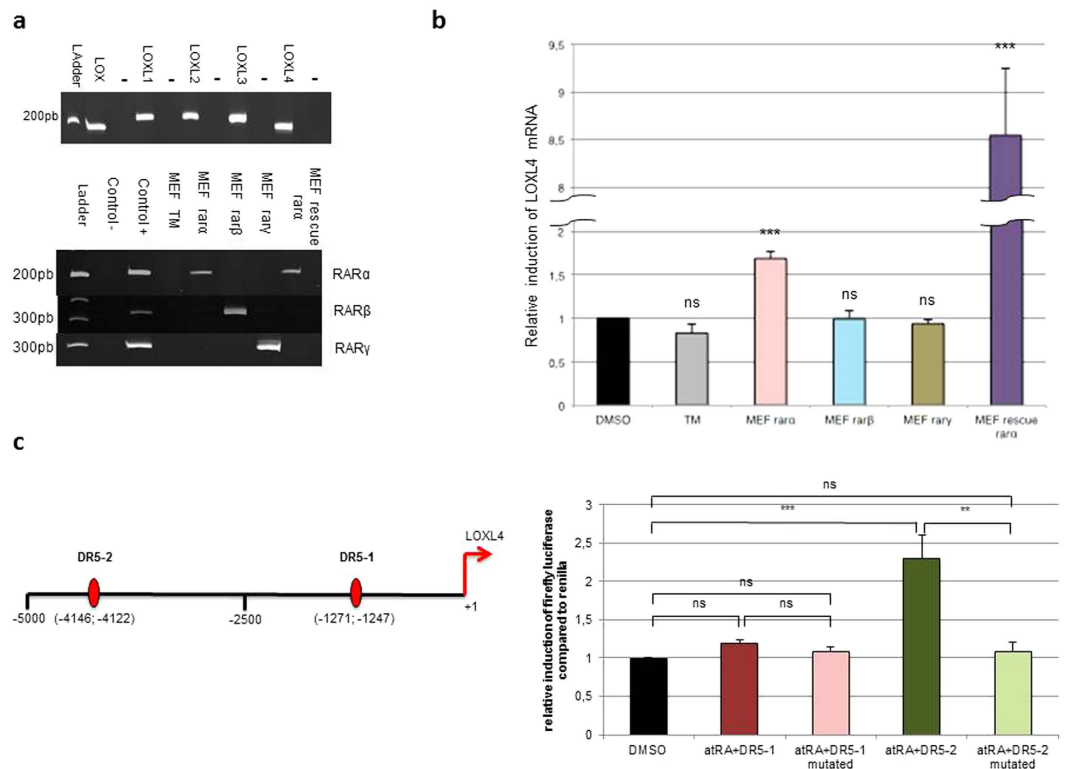 a
LAdder LOX - LOXL1 - LOXL2 - LOXL3 - LOXL4 -
200pb
Ladder Control - Control + MEF TM MEF rarα MEF rarβ MEF rarγ MEF rescue rarα
200pb RARα
300pb RARβ
300pb RARγ
b
Relative induction of LOXL4 mRNA
9,5
9
8,5
8
2
1,5
1
0,5
0
ns
***
ns
ns
***
DMSO TM MEF rarα MEF rarβ MEF rarγ MEF rescue
rarα
c
LOXL4
DR5-2 DR5-1
+1
-5000 (-4146; -4122) -2500 (-1271; -1247)
relative induction of firefly luciferase
compared to renilla
3
2,5
2
1,5
1
0,5
0
ns
***
**
ns
ns
ns
DMSO atRA+DR5-1 atRA+DR5-1 atRA+DR5-2 atRA+DR5-2
mutated mutated